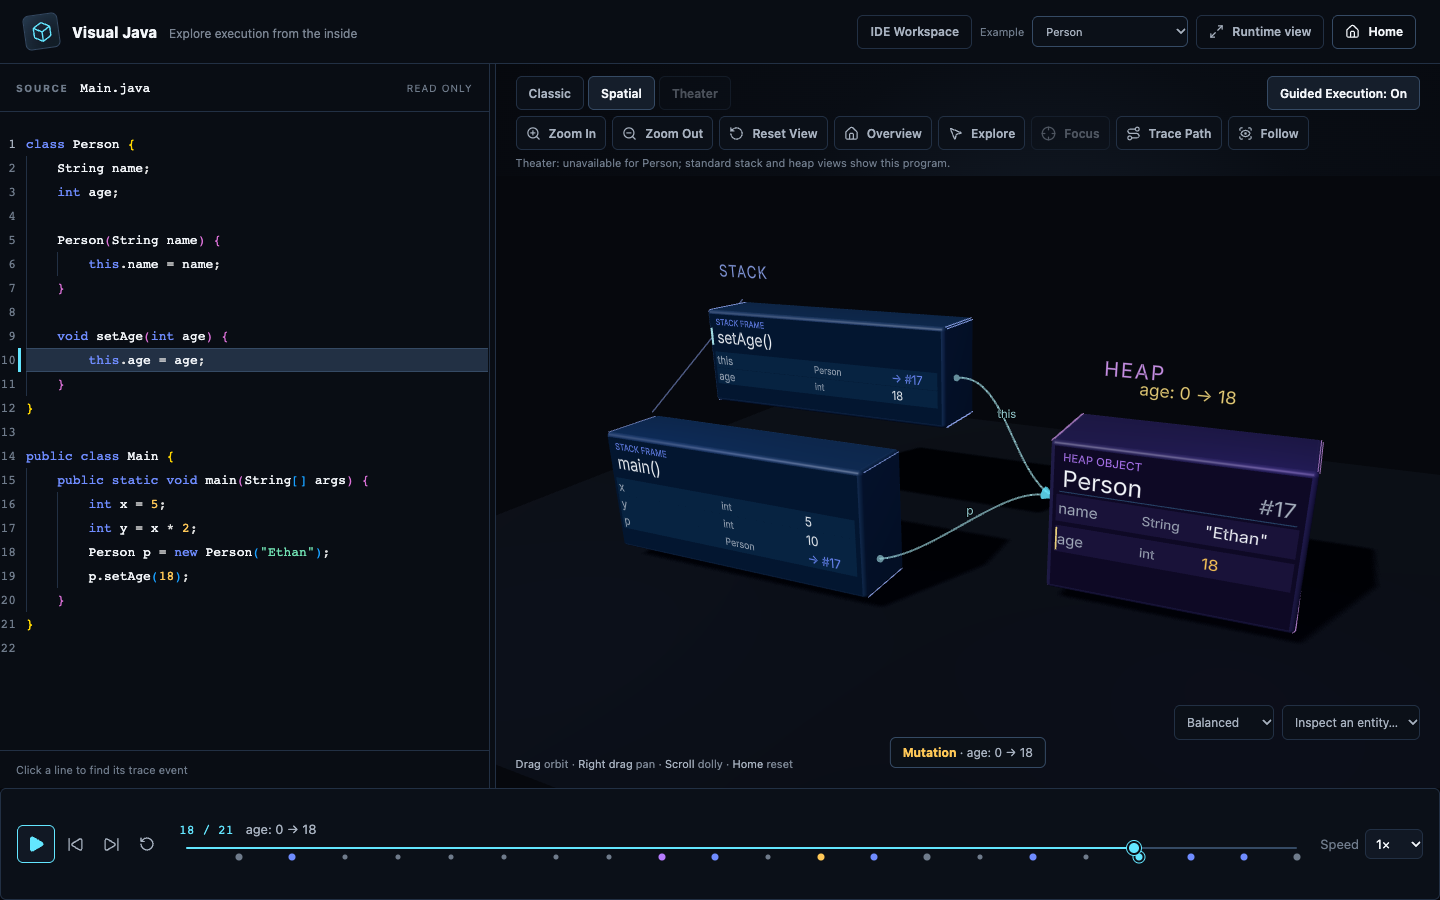 Visual Java Explore execution from the inside
IDE Workspace Example Person Runtime view Home
SOURCE Main.java READ ONLY
1 class Person {
2 String name;
3 int age;
4
5 Person(String name) {
6 this.name = name;
7 }
8
9 void setAge(int age) {
10 this.age = age;
11 }
12 }
13
14 public class Main {
15 public static void main(String[] args) {
16 int x = 5;
17 int y = x * 2;
18 Person p = new Person("Ethan");
19 p.setAge(18);
20 }
21 }
22
Click a line to find its trace event
Classic Spatial Theater Guided Execution: On
Zoom In Zoom Out Reset View Overview Explore Focus Trace Path Follow
Theater: unavailable for Person; standard stack and heap views show this program.
STACK
STACK FRAME
setAge()
this Person → #17
age int 18
STACK FRAME
main()
x int 5
y int 10
p Person → #17
this
p
HEAP
age: 0 → 18
HEAP OBJECT
Person
#17
name String "Ethan"
age int 18
Balanced Inspect an entity...
Mutation · age: 0 → 18
Drag orbit · Right drag pan · Scroll dolly · Home reset
18 / 21 age: 0 → 18
Speed 1×